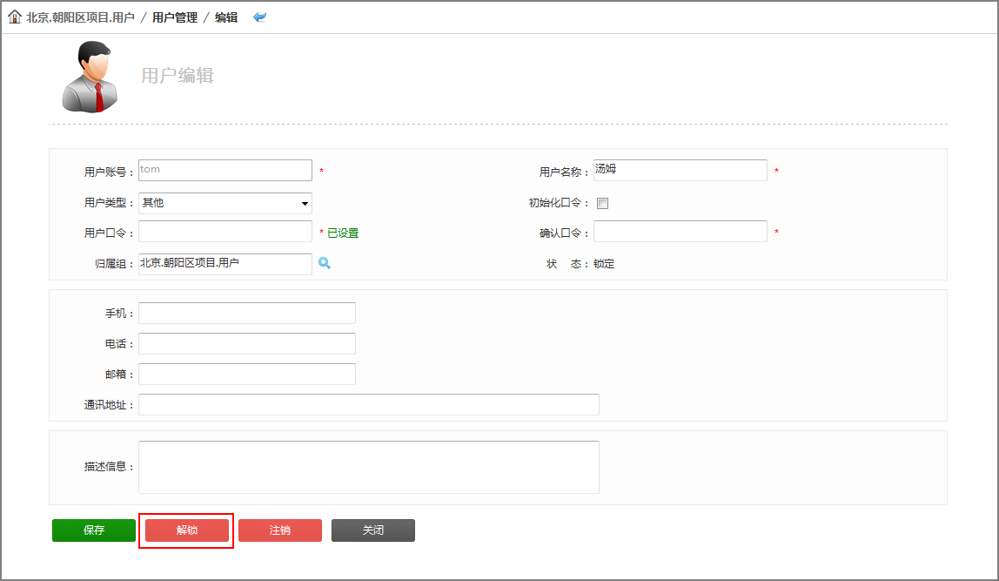 北京.朝阳区项目.用户 / 用户管理 / 编辑
用户编辑
用户账号： tom * 用户名称： 汤姆 *
用户类型： 其他 初始化口令：
用户口令： * 已设置 确认口令： *
归属组： 北京.朝阳区项目.用户 状 态： 锁定
手机：
电话：
邮箱：
通讯地址：
描述信息：
保存 解锁 注销 关闭